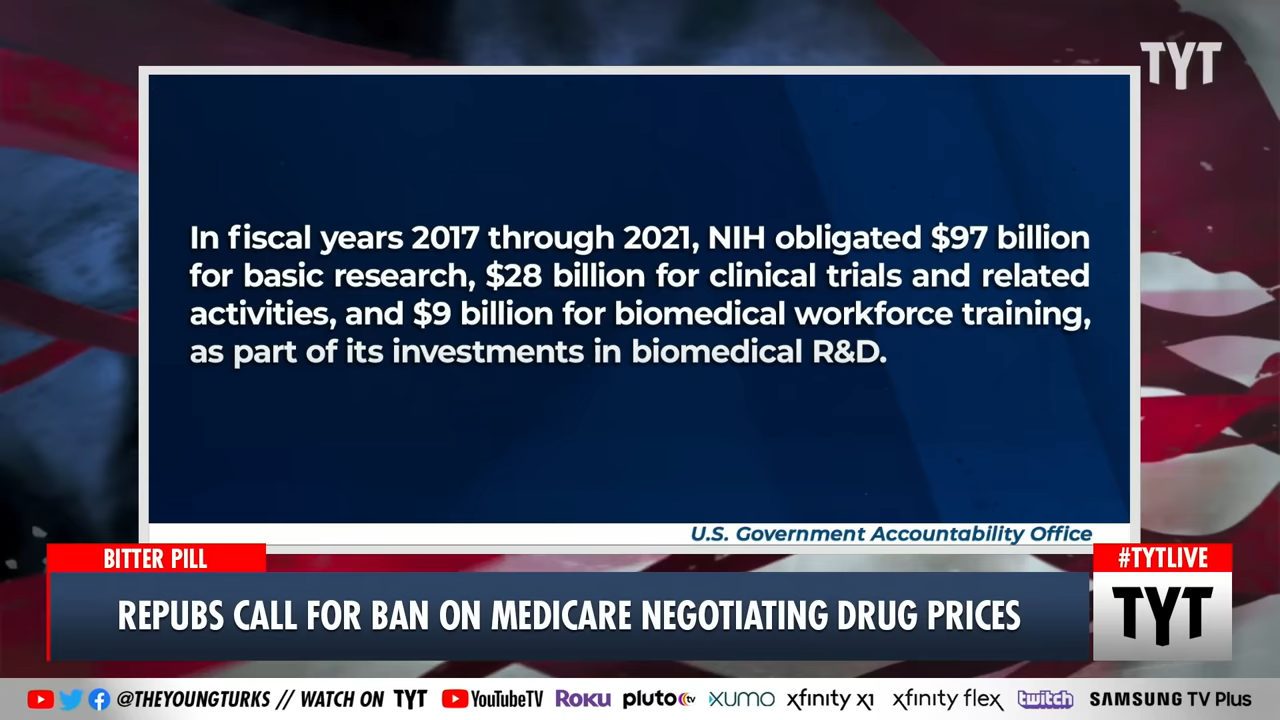 TYT
In fiscal years 2017 through 2021, NIH obligated $97 billion
for basic research, $28 billion for clinical trials and related
activities, and $9 billion for biomedical workforce training,
as part of its investments in biomedical R&D.
U.S. Government Accountability Office
BITTER PILL
#TYTLIVE
REPUBS CALL FOR BAN ON MEDICARE NEGOTIATING DRUG PRICES
TYT
@THEYOUNGTURKS // WATCH ON TYT YouTubeTV ROKU pluto tv xumo xfinity x1 xfinity flex twitch SAMSUNG TV Plus